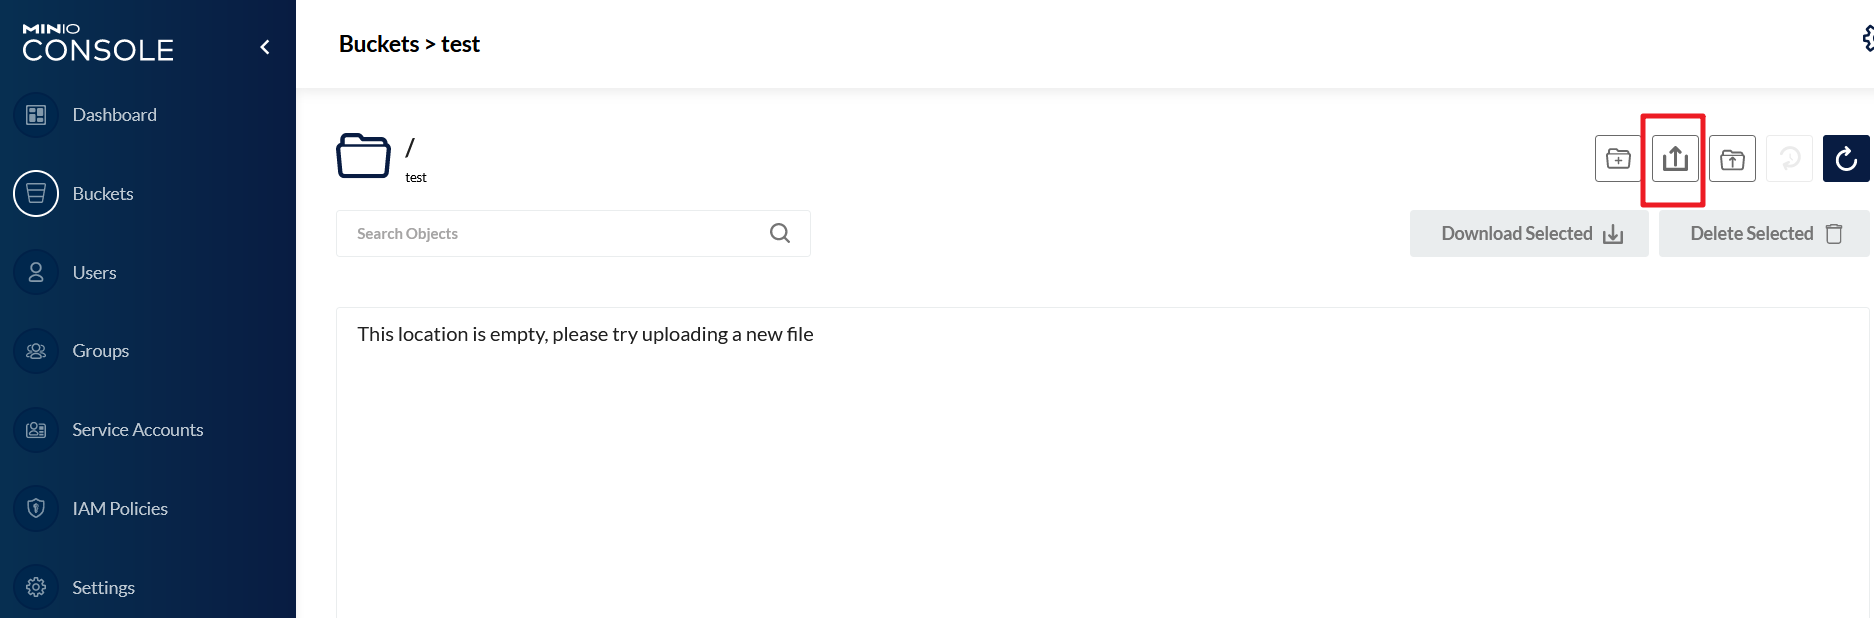 MINIO
CONSOLE
Buckets > test
Dashboard
Buckets
Users
Groups
Service Accounts
IAM Policies
Settings
/
test
Search Objects
Download Selected
Delete Selected
This location is empty, please try uploading a new file